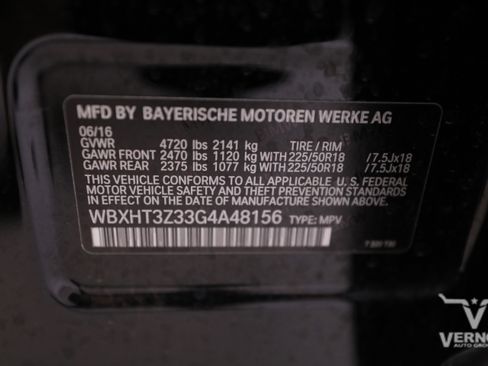 MFD BY BAYERISCHE MOTOREN WERKE AG
06/16
GVWR 4720 lbs 2141 kg TIRE / RIM
GAWR FRONT 2470 lbs 1120 kg WITH 225/50R18 /7.5Jx18
GAWR REAR 2375 lbs 1077 kg WITH 225/50R18 /7.5Jx18
THIS VEHICLE CONFORMS TO ALL APPLICABLE U.S. FEDERAL
MOTOR VEHICLE SAFETY, BUMPER, AND THEFT PREVENTION
STANDARDS IN EFFECT ON THE DATE OF MANUFACTURE SHOWN ABOVE.
WBXHT3Z33G4A48156 TYPE: MPV
VERNO
AUTO GROUP